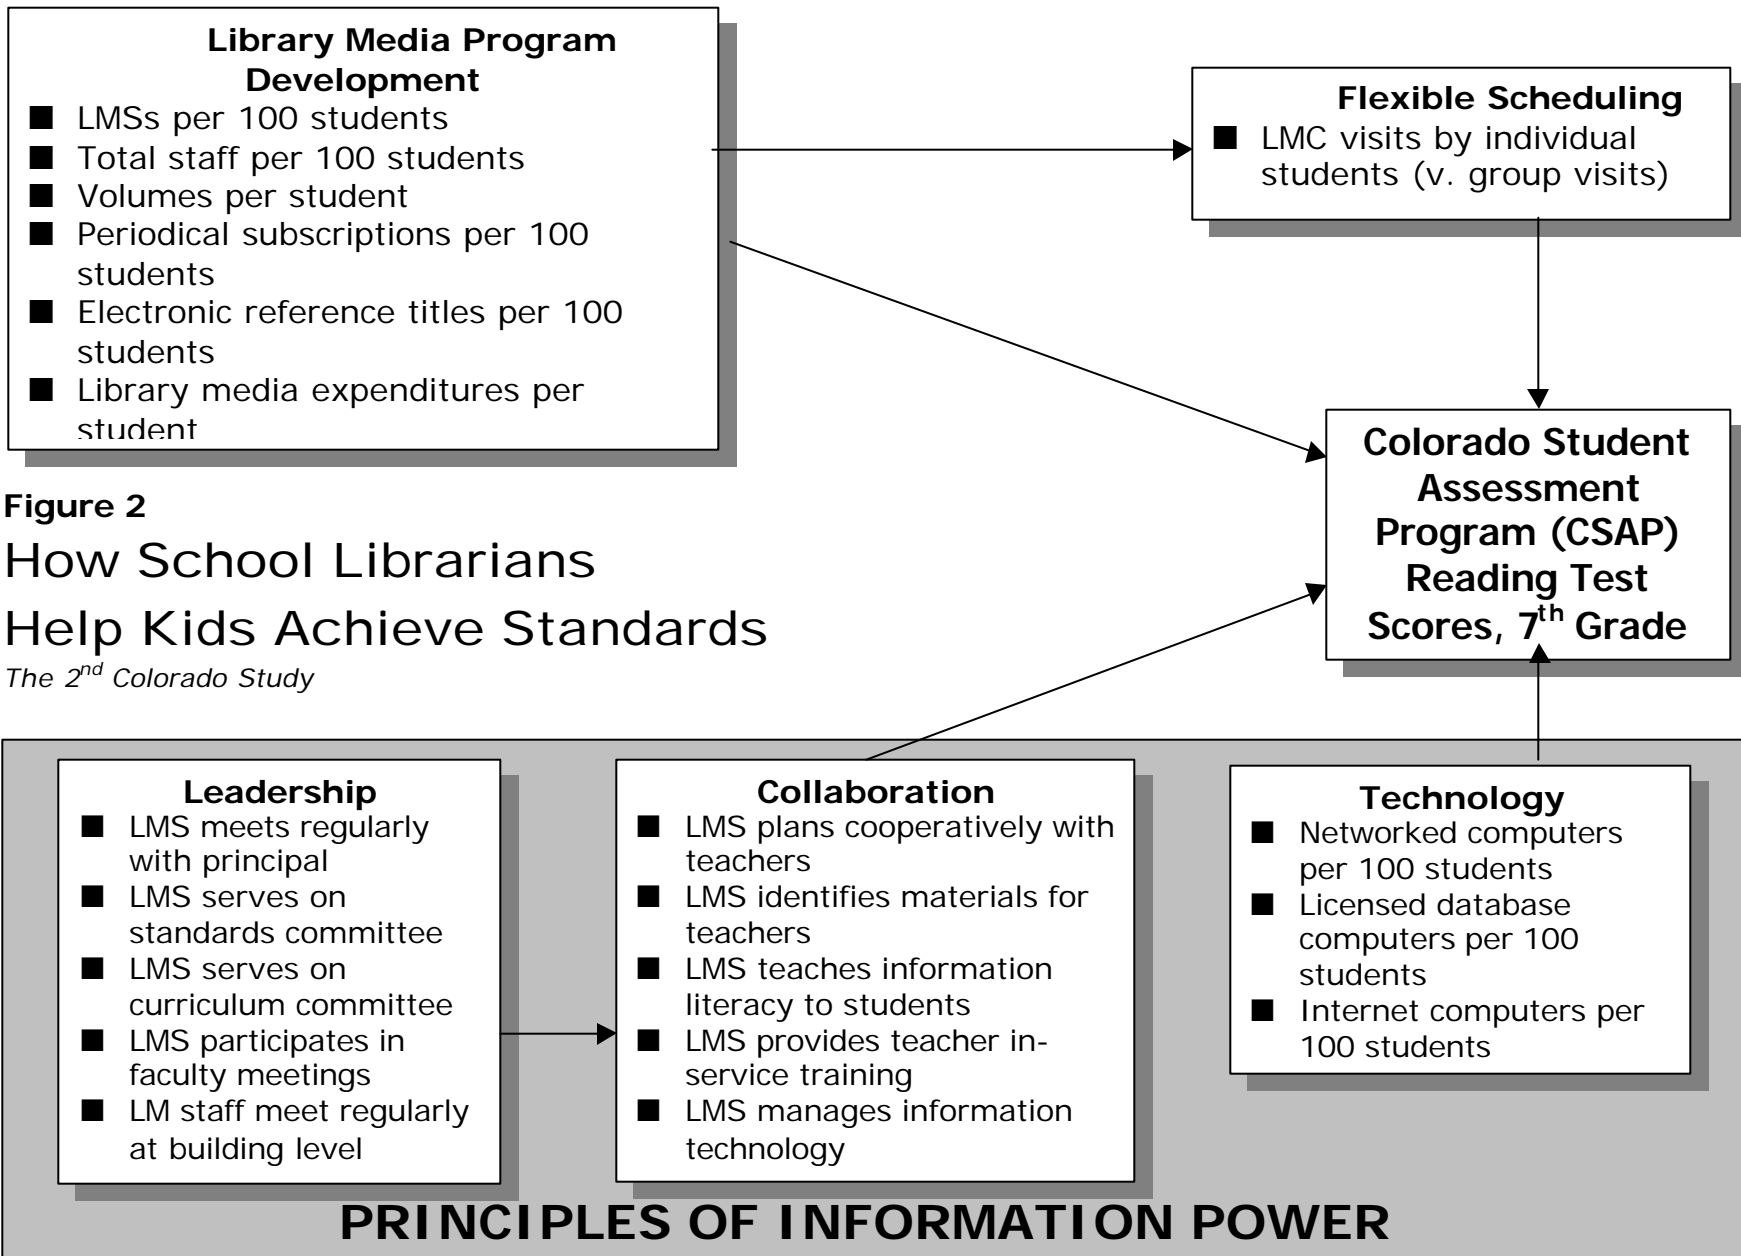 Library Media Program
Development
■ LMSs per 100 students
■ Total staff per 100 students
■ Volumes per student
■ Periodical subscriptions per 100
students
■ Electronic reference titles per 100
students
■ Library media expenditures per
student
Flexible Scheduling
■ LMC visits by individual
students (v. group visits)
Colorado Student
Assessment
Program (CSAP)
Reading Test
Scores, 7th Grade
Figure 2
How School Librarians
Help Kids Achieve Standards
The 2nd Colorado Study
Leadership
■ LMS meets regularly
with principal
■ LMS serves on
standards committee
■ LMS serves on
curriculum committee
■ LMS participates in
faculty meetings
■ LM staff meet regularly
at building level
Collaboration
■ LMS plans cooperatively with
teachers
■ LMS identifies materials for
teachers
■ LMS teaches information
literacy to students
■ LMS provides teacher in-
service training
■ LMS manages information
technology
Technology
■ Networked computers
per 100 students
■ Licensed database
computers per 100
students
■ Internet computers per
100 students
PRINCIPLES OF INFORMATION POWER